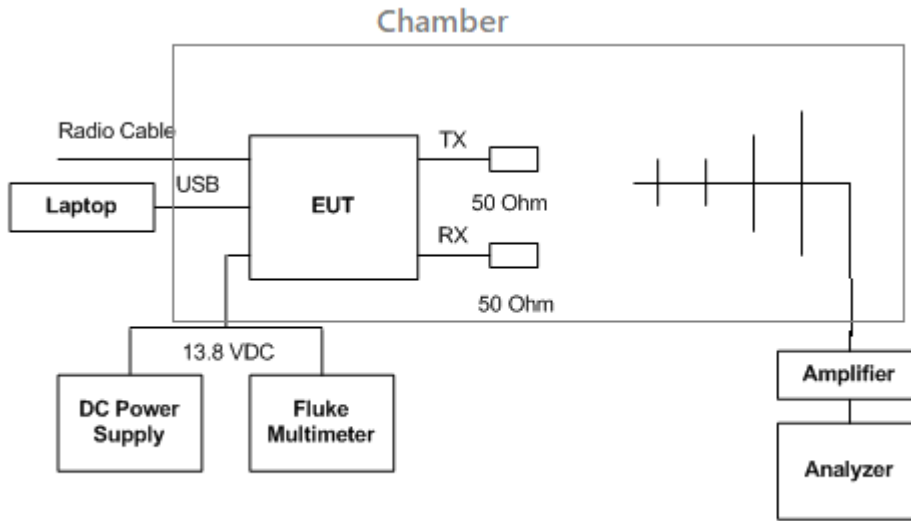 Chamber
Radio Cable
TX
USB
Laptop
EUT
50 Ohm
RX
50 Ohm
13.8 VDC
DC Power
Supply
Fluke
Multimeter
Amplifier
Analyzer